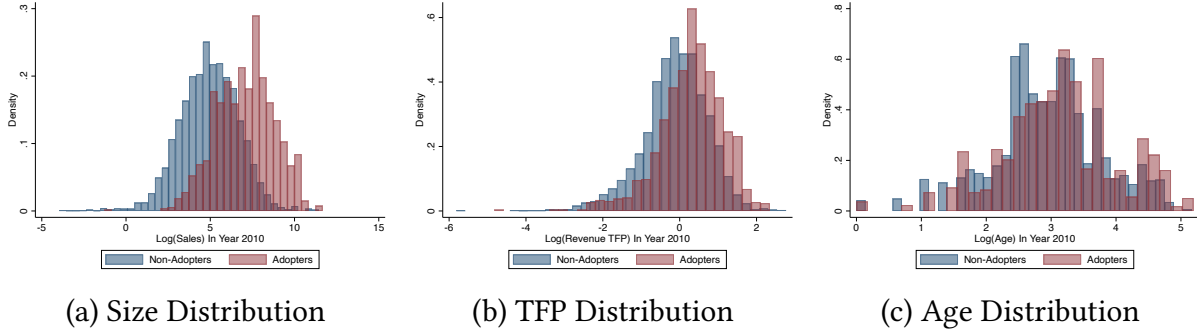 .3
.2
.1
0
Density
-5
0
5
10
15
Log(Sales) In Year 2010
Non-Adopters
Adopters
(a) Size Distribution
.6
.4
.2
0
Density
-6
-4
-2
0
2
Log(Revenue TFP) In Year 2010
Non-Adopters
Adopters
(b) TFP Distribution
.8
.6
.4
.2
0
Density
0
1
2
3
4
5
Log(Age) In Year 2010
Non-Adopters
Adopters
(c) Age Distribution